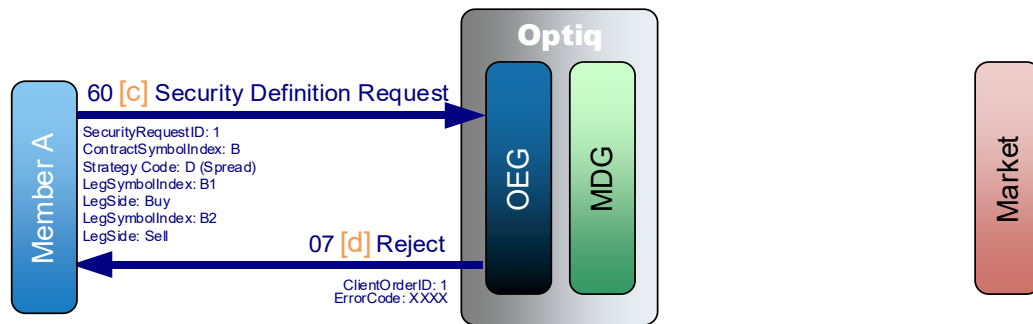 Optiq
60 [c] Security Definition Request
SecurityRequestID: 1
ContractSymbolIndex: B
Strategy Code: D (Spread)
LegSymbolIndex: B1
LegSide: Buy
LegSymbolIndex: B2
LegSide: Sell
07 [d] Reject
ClientOrderID: 1
ErrorCode: XXXX
Member A
OEG
MDG
Market